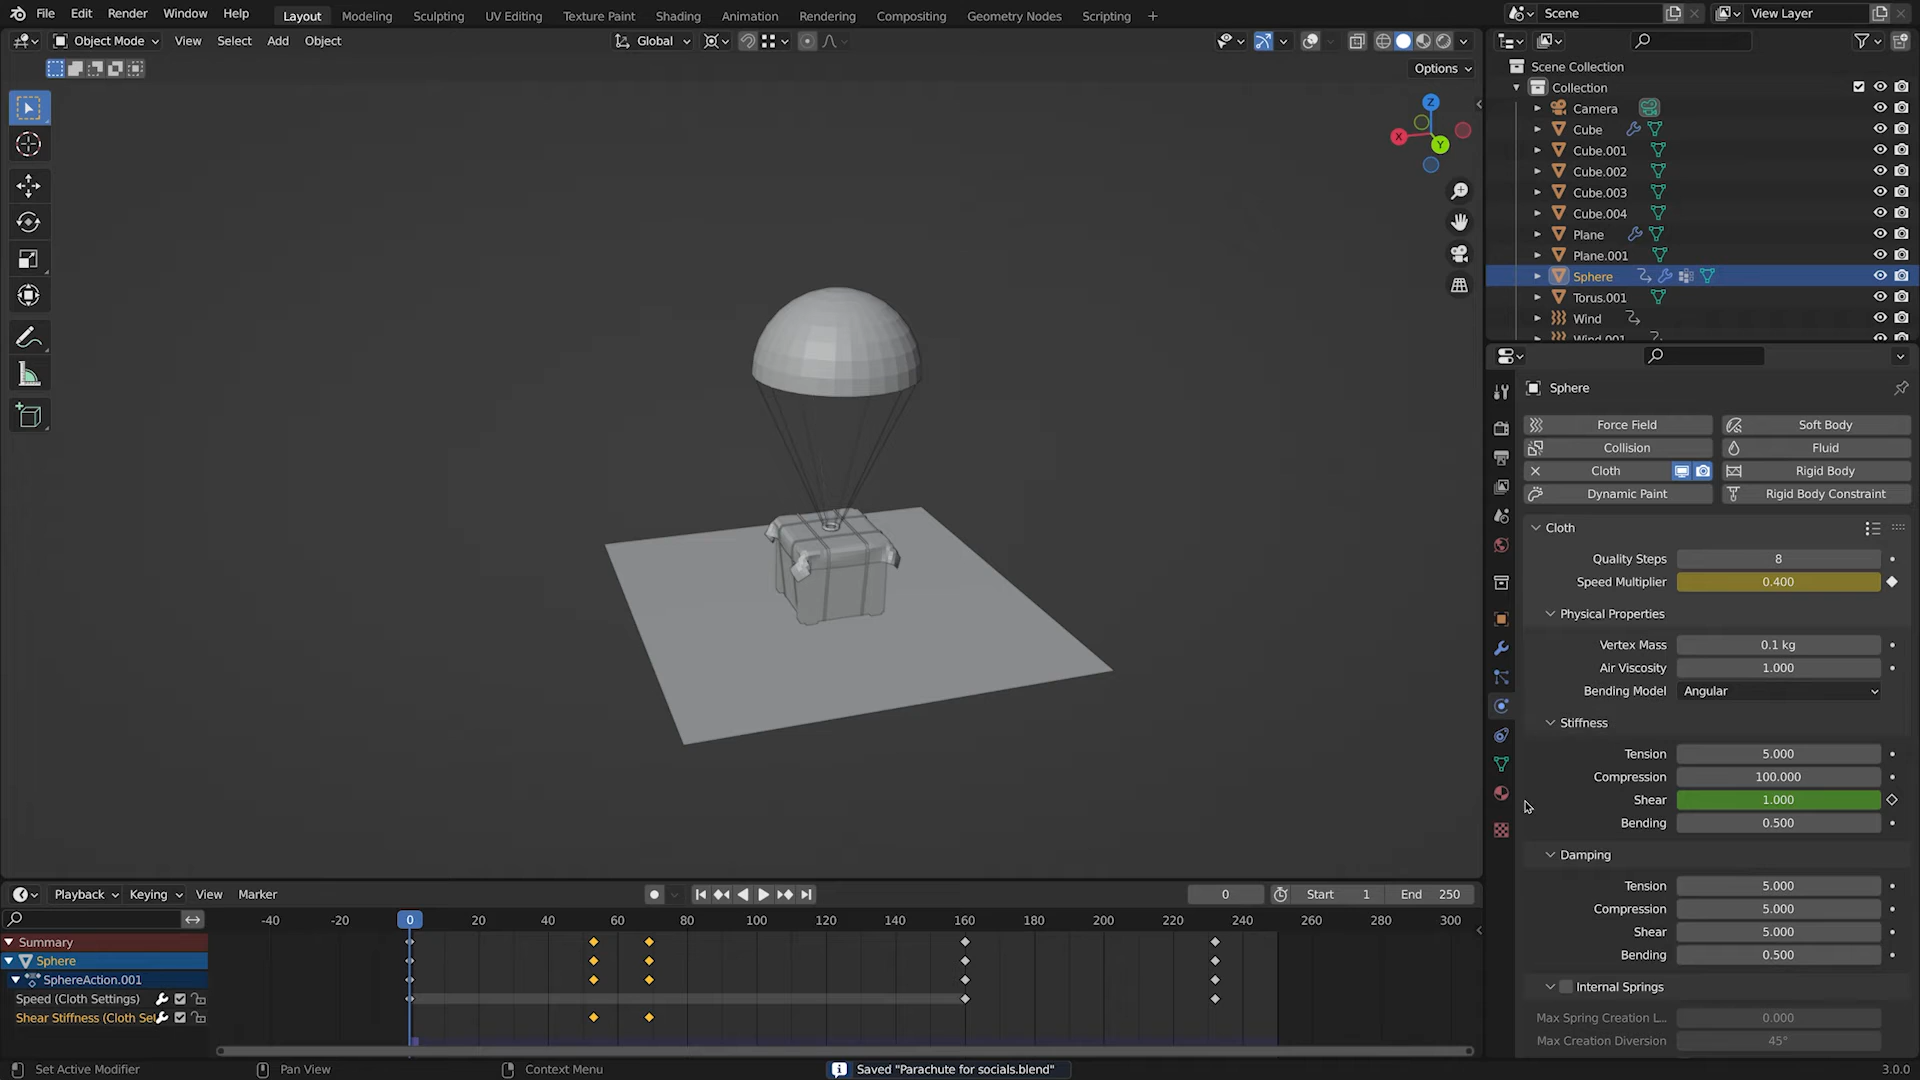 File Edit Render Window Help Layout Modeling Sculpting UV Editing Texture Paint Shading Animation Rendering Compositing Geometry Nodes Scripting + Scene View Layer
Object Mode View Select Add Object Global
Options
Z
X
Y
Scene Collection
Collection
Camera
Cube
Cube.001
Cube.002
Cube.003
Cube.004
Plane
Plane.001
Sphere
Torus.001
Wind
Wind.001
Sphere
Force Field Soft Body
Collision Fluid
Cloth Rigid Body
Dynamic Paint Rigid Body Constraint
Cloth
Quality Steps 8
Speed Multiplier 0.400
Physical Properties
Vertex Mass 0.1 kg
Air Viscosity 1.000
Bending Model Angular
Stiffness
Tension 5.000
Compression 100.000
Shear 1.000
Bending 0.500
Damping
Tension 5.000
Compression 5.000
Shear 5.000
Bending 0.500
Internal Springs
Max Spring Creation L... 0.000
Max Creation Diversion 45°
Playback Keying View Marker 0 Start 1 End 250
-40 -20 0 20 40 60 80 100 120 140 160 180 200 220 240 260 280 300
Summary
Sphere
SphereAction.001
Speed (Cloth Settings)
Shear Stiffness (Cloth Set
Set Active Modifier Pan View Context Menu Saved "Parachute for socials.blend" 3.0.0